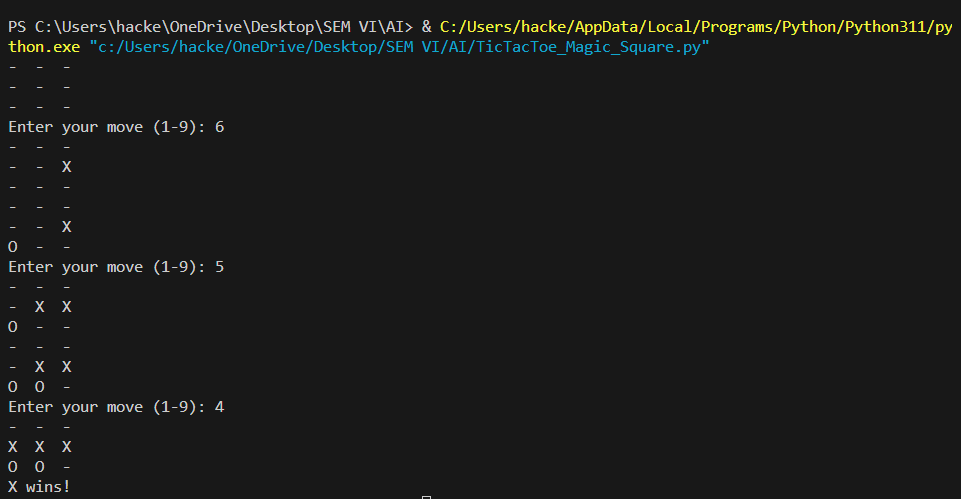 PS C:\Users\hacke\OneDrive\Desktop\SEM VI\AI> & C:/Users/hacke/AppData/Local/Programs/Python/Python311/py
thon.exe "c:/Users/hacke/OneDrive/Desktop/SEM VI/AI/TicTacToe_Magic_Square.py"
- - -
- - -
- - -
Enter your move (1-9): 6
- - -
- - X
- - -
- - -
- - X
O - -
Enter your move (1-9): 5
- - -
- X X
O - -
- - -
- X X
O O -
Enter your move (1-9): 4
- - -
X X X
O O -
X wins!